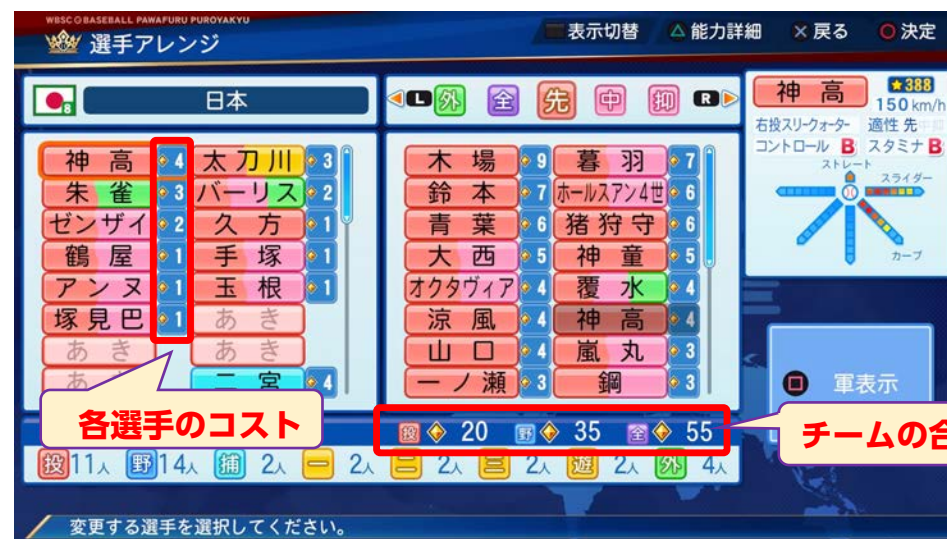 WBSC BASEBALL PAWAFURU PUROYAKYU
選手アレンジ
表示切替 △ 能力詳細 × 戻る ○ 決定
8 日本
L 外 全 先 中 抑 R
神高 ★388
150 km/h
右投スリークォーター 適性 先 中 抑
コントロール B スタミナ B
ストレート
スライダー
カーブ
神高 4 太刀川 3
朱雀 3 バーリス 2
ゼンザイ 2 久方 1
鶴屋 1 手塚 1
アンヌ 1 玉根 1
塚見巴 1 あき
あき あき
あき 二宮 4
木場 9 暮羽 7
鈴本 7 ホールスアン4世 6
青葉 6 猪狩守 6
大西 5 神童 5
オクタヴィア 4 覆水 4
涼風 4 神高 4
山口 4 嵐丸 3
一ノ瀬 3 鋼 3
軍表示
各選手のコスト
投 20 野 35 全 55
チームの合
投11人 野14人 捕 2人 一 2人 二 2人 三 2人 遊 2人 外 4人
変更する選手を選択してください。